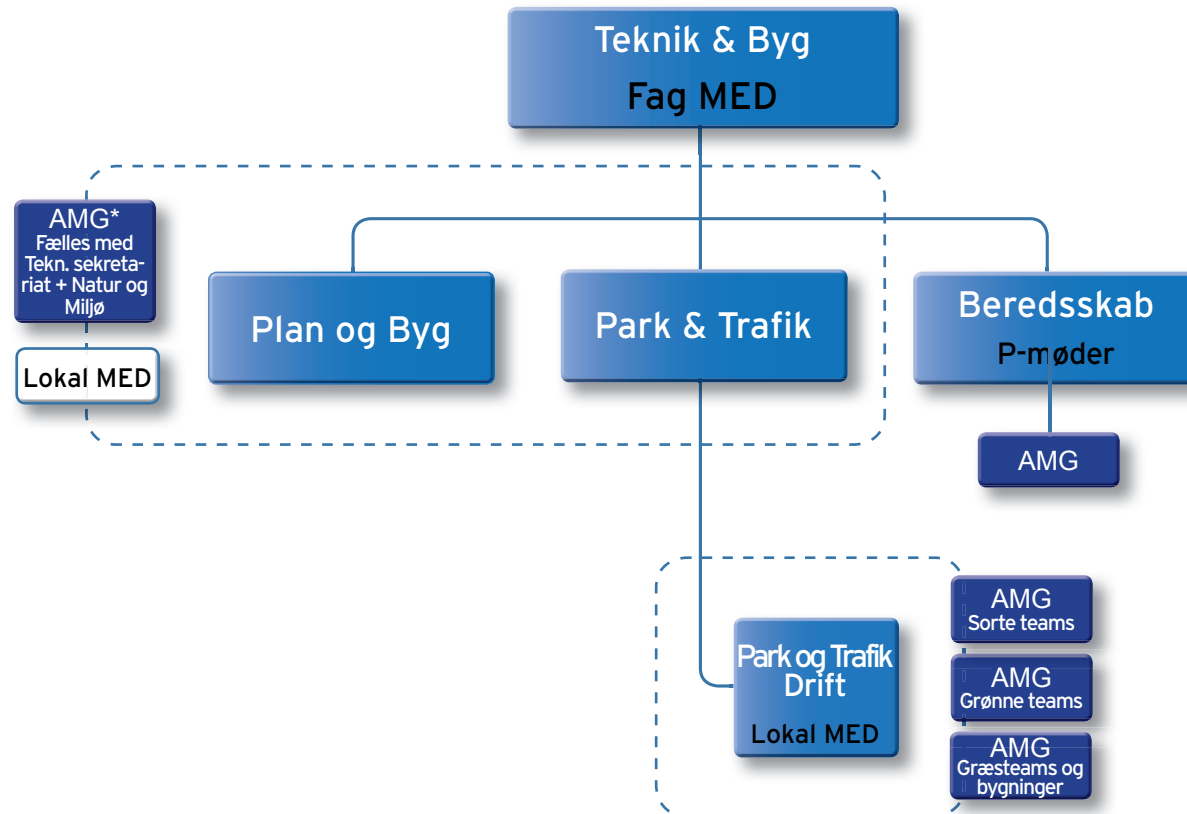 Teknik & Byg
Fag MED
AMG*
Fælles med
Tekn. sekreta-
riat + Natur og
Miljø
Lokal MED
Plan og Byg
Park & Trafik
Beredsskab
P-møder
AMG
Park og Trafik
Drift
Lokal MED
AMG
Sorte teams
AMG
Grønne teams
AMG
Græsteams og
bygninger